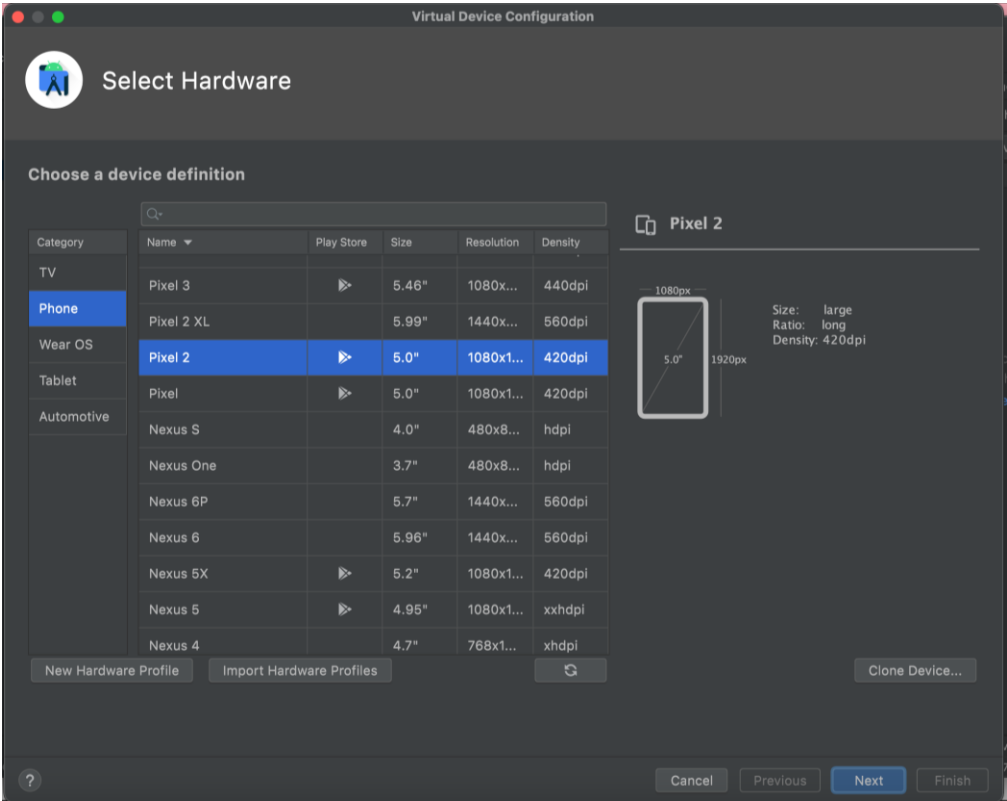 Virtual Device Configuration
Select Hardware
Choose a device definition
Category
TV
Phone
Wear OS
Tablet
Automotive
Name Play Store Size Resolution Density
Pixel 3 5.46" 1080x... 440dpi
Pixel 2 XL 5.99" 1440x... 560dpi
Pixel 2 5.0" 1080x1... 420dpi
Pixel 5.0" 1080x1... 420dpi
Nexus S 4.0" 480x8... hdpi
Nexus One 3.7" 480x8... hdpi
Nexus 6P 5.7" 1440x... 560dpi
Nexus 6 5.96" 1440x... 560dpi
Nexus 5X 5.2" 1080x1... 420dpi
Nexus 5 4.95" 1080x1... xxhdpi
Nexus 4 4.7" 768x1... xhdpi
Pixel 2
1080px
5.0"
1920px
Size: large
Ratio: long
Density: 420dpi
New Hardware Profile
Import Hardware Profiles
Clone Device...
?
Cancel
Previous
Next
Finish